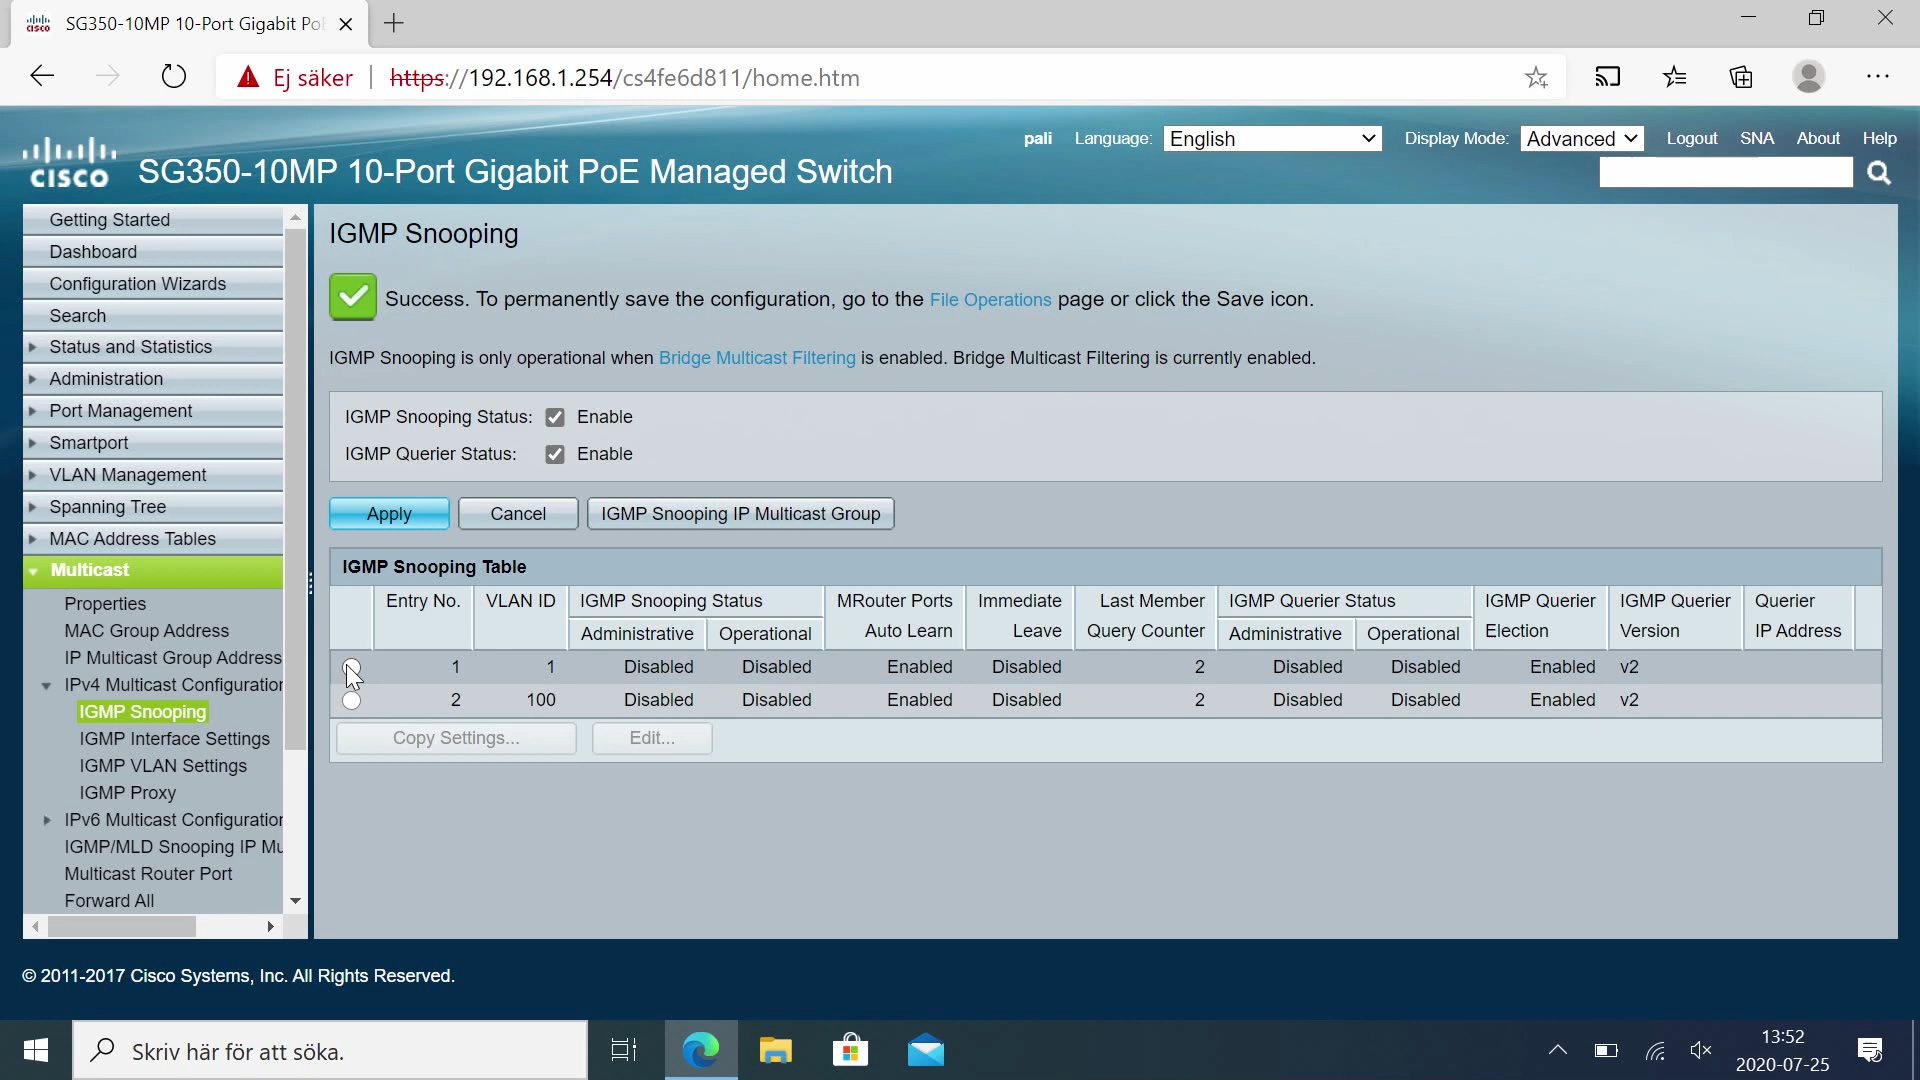 SG350-10MP 10-Port Gigabit Po
Ej säker
https://192.168.1.254/cs4fe6d811/home.htm
pali Language: English Display Mode: Advanced Logout SNA About Help
CISCO SG350-10MP 10-Port Gigabit PoE Managed Switch
Getting Started
Dashboard
Configuration Wizards
Search
Status and Statistics
Administration
Port Management
Smartport
VLAN Management
Spanning Tree
MAC Address Tables
Multicast
Properties
MAC Group Address
IP Multicast Group Address
IPv4 Multicast Configuration
IGMP Snooping
IGMP Interface Settings
IGMP VLAN Settings
IGMP Proxy
IPv6 Multicast Configuration
IGMP/MLD Snooping IP Mu
Multicast Router Port
Forward All
IGMP Snooping
Success. To permanently save the configuration, go to the File Operations page or click the Save icon.
IGMP Snooping is only operational when Bridge Multicast Filtering is enabled. Bridge Multicast Filtering is currently enabled.
IGMP Snooping Status: Enable
IGMP Querier Status: Enable
Apply Cancel IGMP Snooping IP Multicast Group
IGMP Snooping Table
Entry No. VLAN ID IGMP Snooping Status MRouter Ports Immediate Last Member IGMP Querier Status IGMP Querier IGMP Querier Querier
Administrative Operational Auto Learn Leave Query Counter Administrative Operational Election Version IP Address
1 1 Disabled Disabled Enabled Disabled 2 Disabled Disabled Enabled v2
2 100 Disabled Disabled Enabled Disabled 2 Disabled Disabled Enabled v2
Copy Settings... Edit...
© 2011-2017 Cisco Systems, Inc. All Rights Reserved.
Skriv här för att söka.
13:52
2020-07-25